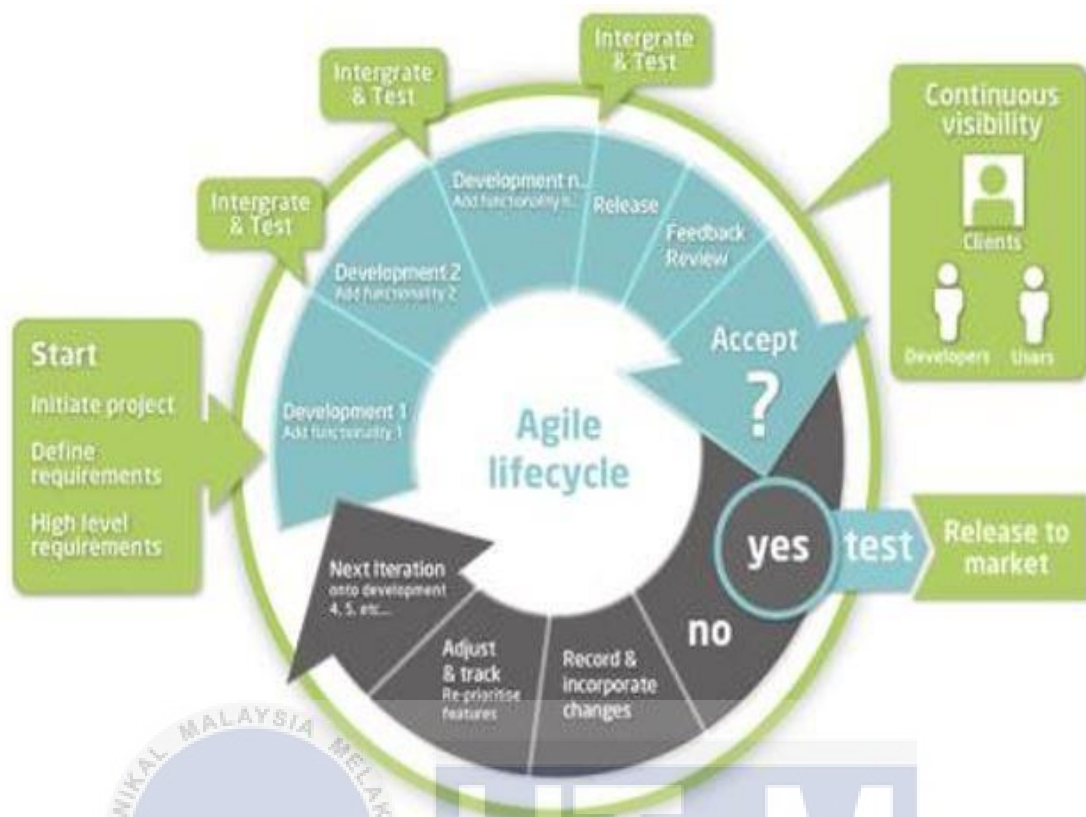 Intergrate
& Test
Intergrate
& Test
Intergrate
& Test
Continuous
visibility
Clients
Developers
Users
Start
Initiate project
Define
requirements
High level
requirements
Development 1
Add functionality 1
Development 2
Add functionality 2
Development n...
Add functionality n...
Release
Feedback
Review
Accept
?
Agile
lifecycle
yes
test
Release to
market
no
Record &
incorporate
changes
Adjust
& track
Re-prioritise
features
Next Iteration
onto development
4, 5, etc...
NIKAL MALAYSIA MELAK
UTeM